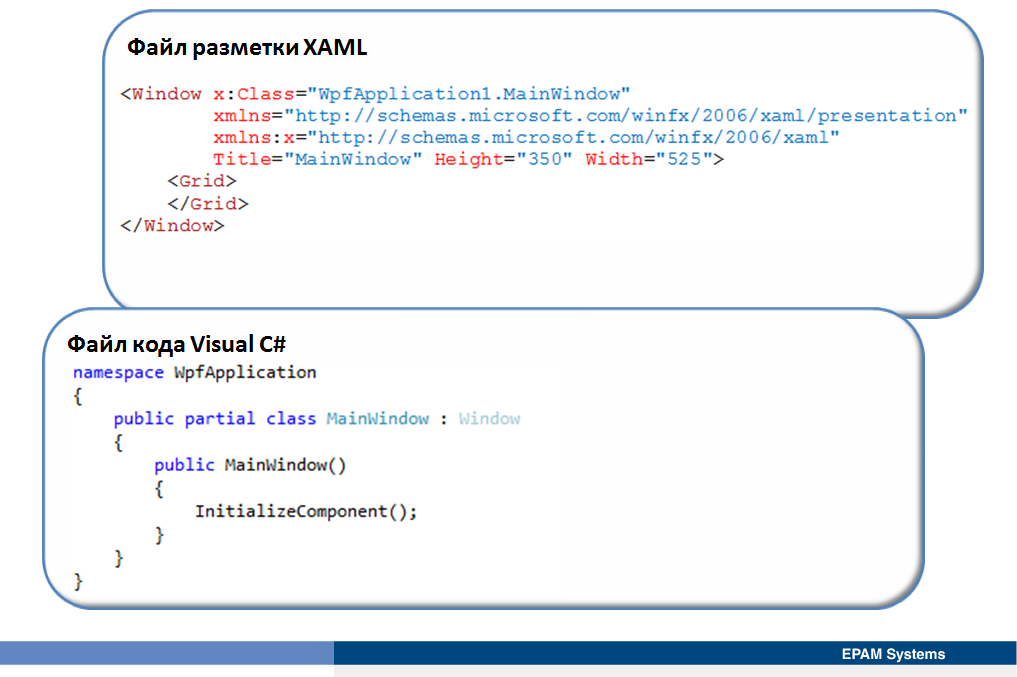 Файл разметки XAML
<Window x:Class="WpfApplication1.MainWindow"
        xmlns="http://schemas.microsoft.com/winfx/2006/xaml/presentation"
        xmlns:x="http://schemas.microsoft.com/winfx/2006/xaml"
        Title="MainWindow" Height="350" Width="525">
    <Grid>
    </Grid>
</Window>
Файл кода Visual C#
namespace WpfApplication
{
    public partial class MainWindow : Window
    {
        public MainWindow()
        {
            InitializeComponent();
        }
    }
}
EPAM Systems